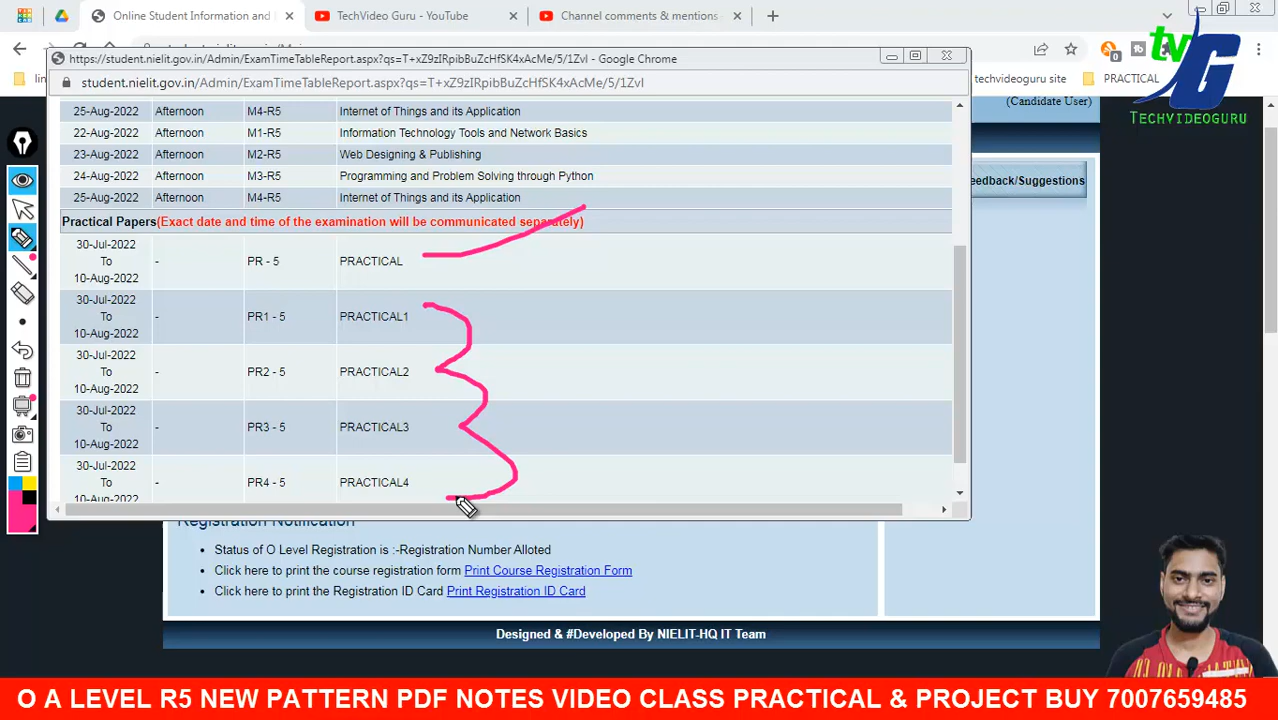 Online Student Information and
TechVideo Guru - YouTube
Channel comments & mentions -
https://student.nielit.gov.in/Admin/ExamTimeTableReport.aspx?qs=T+xZ9zIRpibBuZcHfSK4xAcMe/5/1ZvI - Google Chrome
student.nielit.gov.in/Admin/ExamTimeTableReport.aspx?qs=T+xZ9zIRpibBuZcHfSK4xAcMe/5/1ZvI
techvideoguru site
PRACTICAL
tv G
TECHVIDEOGURU
(Candidate User)
eedback/Suggestions
25-Aug-2022 Afternoon M4-R5 Internet of Things and its Application
22-Aug-2022 Afternoon M1-R5 Information Technology Tools and Network Basics
23-Aug-2022 Afternoon M2-R5 Web Designing & Publishing
24-Aug-2022 Afternoon M3-R5 Programming and Problem Solving through Python
25-Aug-2022 Afternoon M4-R5 Internet of Things and its Application
Practical Papers(Exact date and time of the examination will be communicated separately)
30-Jul-2022
To - PR - 5 PRACTICAL
10-Aug-2022
30-Jul-2022
To - PR1 - 5 PRACTICAL1
10-Aug-2022
30-Jul-2022
To - PR2 - 5 PRACTICAL2
10-Aug-2022
30-Jul-2022
To - PR3 - 5 PRACTICAL3
10-Aug-2022
30-Jul-2022
To - PR4 - 5 PRACTICAL4
10-Aug-2022
Registration Notification
Status of O Level Registration is :-Registration Number Alloted
Click here to print the course registration form Print Course Registration Form
Click here to print the Registration ID Card Print Registration ID Card
Designed & #Developed By NIELIT-HQ IT Team
O A LEVEL R5 NEW PATTERN PDF NOTES VIDEO CLASS PRACTICAL & PROJECT BUY 7007659485